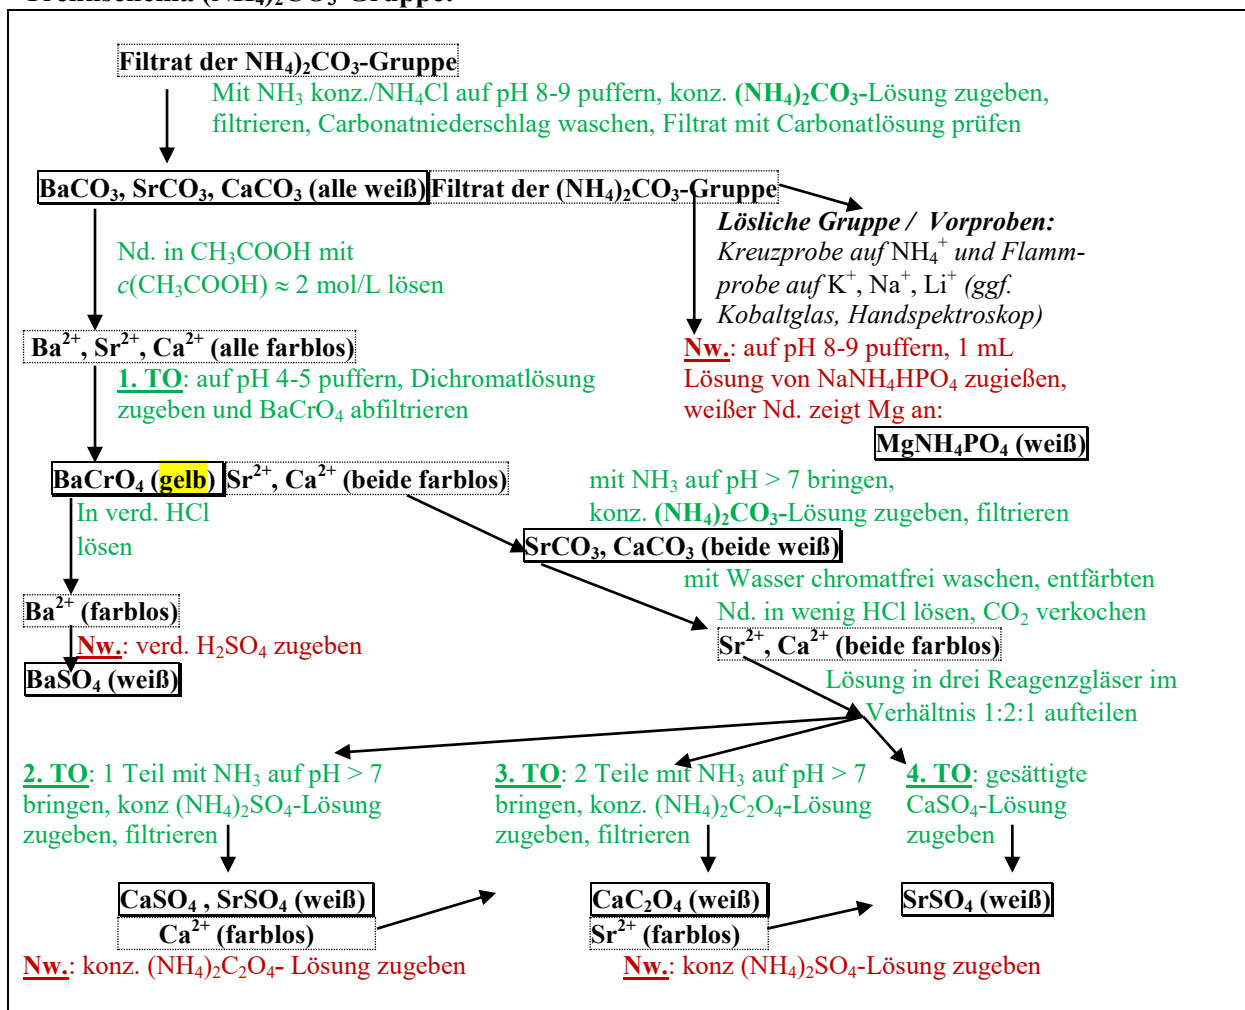 Filtrat der NH₄)₂CO₃-Gruppe
Mit NH₃ konz./NH₄Cl auf pH 8-9 puffern, konz. (NH₄)₂CO₃-Lösung zugeben,
filtrieren, Carbonatniederschlag waschen, Filtrat mit Carbonatlösung prüfen
BaCO₃, SrCO₃, CaCO₃ (alle weiß) Filtrat der (NH₄)₂CO₃-Gruppe
Lösliche Gruppe / Vorproben:
Kreuzprobe auf NH₄⁺ und Flamm-
probe auf K⁺, Na⁺, Li⁺ (ggf.
Kobaltglas, Handspektroskop)
Nd. in CH₃COOH mit
c(CH₃COOH) ≈ 2 mol/L lösen
Ba²⁺, Sr²⁺, Ca²⁺ (alle farblos)
Nw.: auf pH 8-9 puffern, 1 mL
Lösung von NaNH₄HPO₄ zugießen,
weißer Nd. zeigt Mg an:
MgNH₄PO₄ (weiß)
1. TO: auf pH 4-5 puffern, Dichromatlösung
zugeben und BaCrO₄ abfiltrieren
BaCrO₄ (gelb) Sr²⁺, Ca²⁺ (beide farblos)
mit NH₃ auf pH > 7 bringen,
konz. (NH₄)₂CO₃-Lösung zugeben, filtrieren
In verd. HCl
lösen
SrCO₃, CaCO₃ (beide weiß)
mit Wasser chromatfrei waschen, entfärbten
Nd. in wenig HCl lösen, CO₂ verkochen
Ba²⁺ (farblos)
Nw.: verd. H₂SO₄ zugeben
BaSO₄ (weiß)
Sr²⁺, Ca²⁺ (beide farblos)
Lösung in drei Reagenzgläser im
Verhältnis 1:2:1 aufteilen
2. TO: 1 Teil mit NH₃ auf pH > 7
bringen, konz (NH₄)₂SO₄-Lösung
zugeben, filtrieren
3. TO: 2 Teile mit NH₃ auf pH > 7
bringen, konz. (NH₄)₂C₂O₄-Lösung
zugeben, filtrieren
4. TO: gesättigte
CaSO₄-Lösung
zugeben
CaSO₄ , SrSO₄ (weiß)
Ca²⁺ (farblos)
Nw.: konz. (NH₄)₂C₂O₄- Lösung zugeben
CaC₂O₄ (weiß)
Sr²⁺ (farblos)
Nw.: konz (NH₄)₂SO₄-Lösung zugeben
SrSO₄ (weiß)